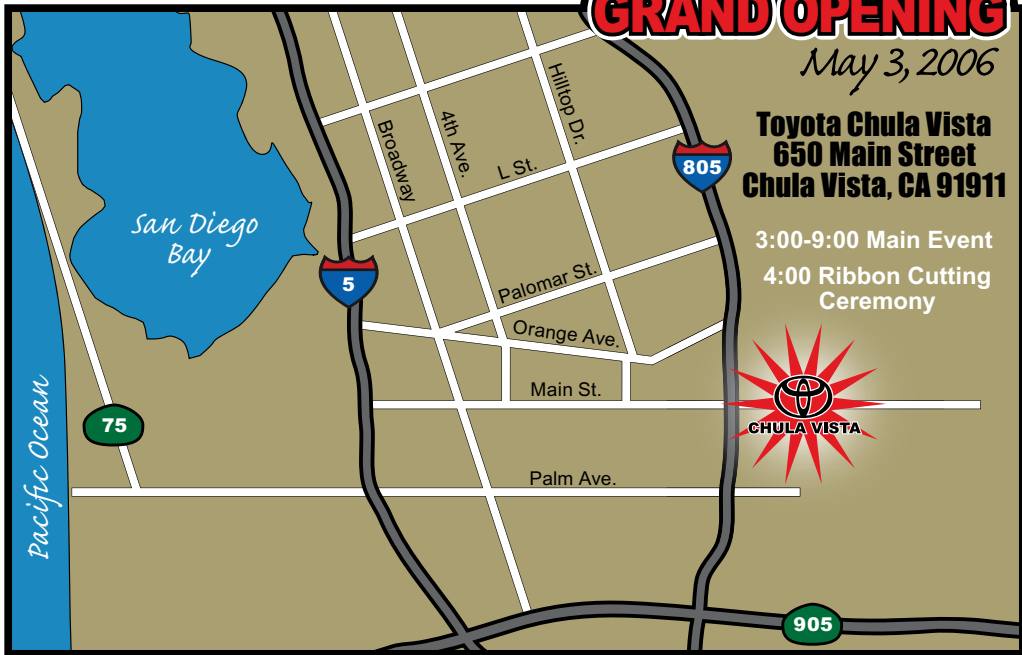 GRAND OPENING
May 3, 2006
Toyota Chula Vista
650 Main Street
Chula Vista, CA 91911
3:00-9:00 Main Event
4:00 Ribbon Cutting
Ceremony
Hilltop Dr.
4th Ave.
Broadway
L St.
805
San Diego
Bay
5
Palomar St.
Orange Ave.
Main St.
CHULA VISTA
75
Pacific Ocean
Palm Ave.
905